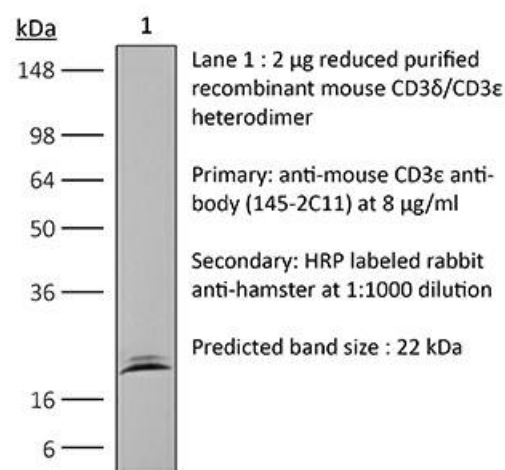 kDa
1
148
98
64
50
36
16
6
Lane 1 : 2 µg reduced purified
recombinant mouse CD3δ/CD3ε
heterodimer
Primary: anti-mouse CD3ε anti-
body (145-2C11) at 8 µg/ml
Secondary: HRP labeled rabbit
anti-hamster at 1:1000 dilution
Predicted band size : 22 kDa